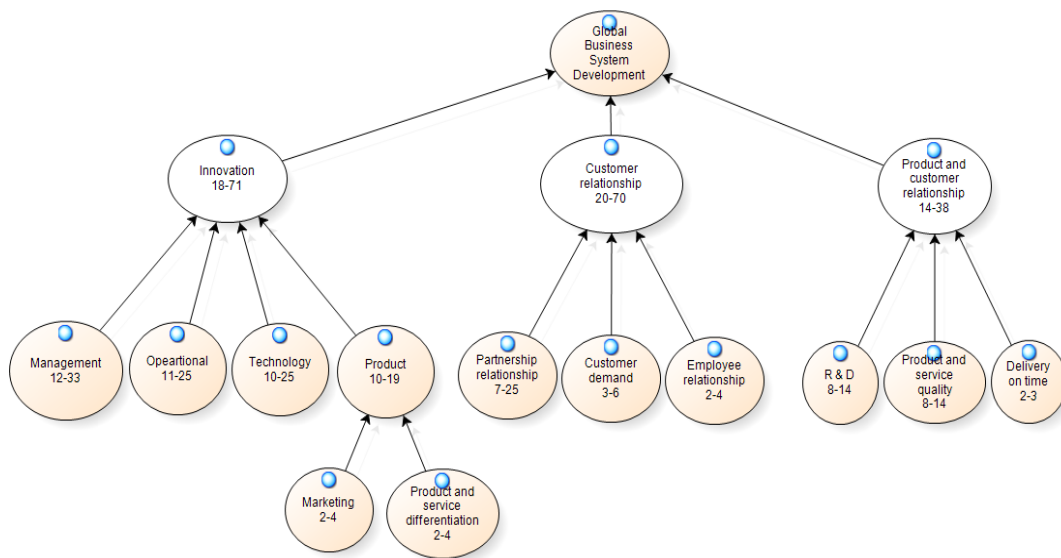 Global
Business
System
Development
Innovation
18-71
Customer
relationship
20-70
Product and
customer
relationship
14-38
Management
12-33
Opeartional
11-25
Technology
10-25
Product
10-19
Partnership
relationship
7-25
Customer
demand
3-6
Employee
relationship
2-4
R & D
8-14
Product and
service
quality
8-14
Delivery
on time
2-3
Marketing
2-4
Product and
service
differentiation
2-4